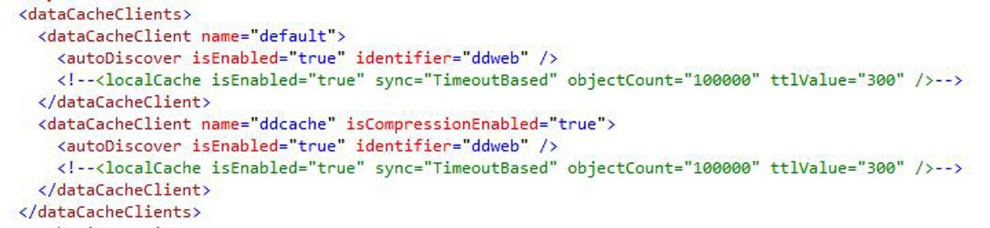 <dataCacheClients>
<dataCacheClient name="default">
<autoDiscover isEnabled="true" identifier="ddweb" />
<!--<localCache isEnabled="true" sync="TimeoutBased" objectCount="100000" ttlValue="300" />-->
</dataCacheClient>
<dataCacheClient name="ddcache" isCompressionEnabled="true">
<autoDiscover isEnabled="true" identifier="ddweb" />
<!--<localCache isEnabled="true" sync="TimeoutBased" objectCount="100000" ttlValue="300" />-->
</dataCacheClient>
</dataCacheClients>